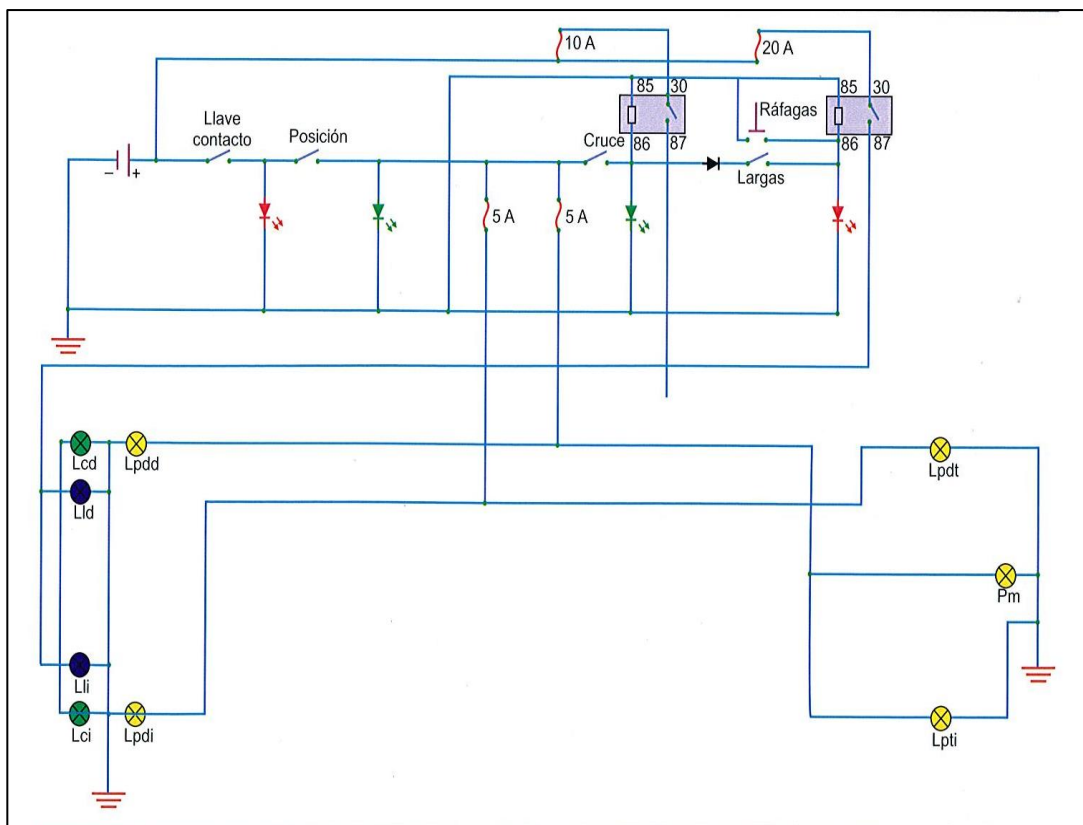 10 A
20 A
85 30
85 30
Llave
contacto
Posición
Ráfagas
Cruce
86 87
86 87
Largas
– +
5 A
5 A
Lcd
Lpdd
Lpdt
Lld
Pm
Lli
Lci
Lpdi
Lpti